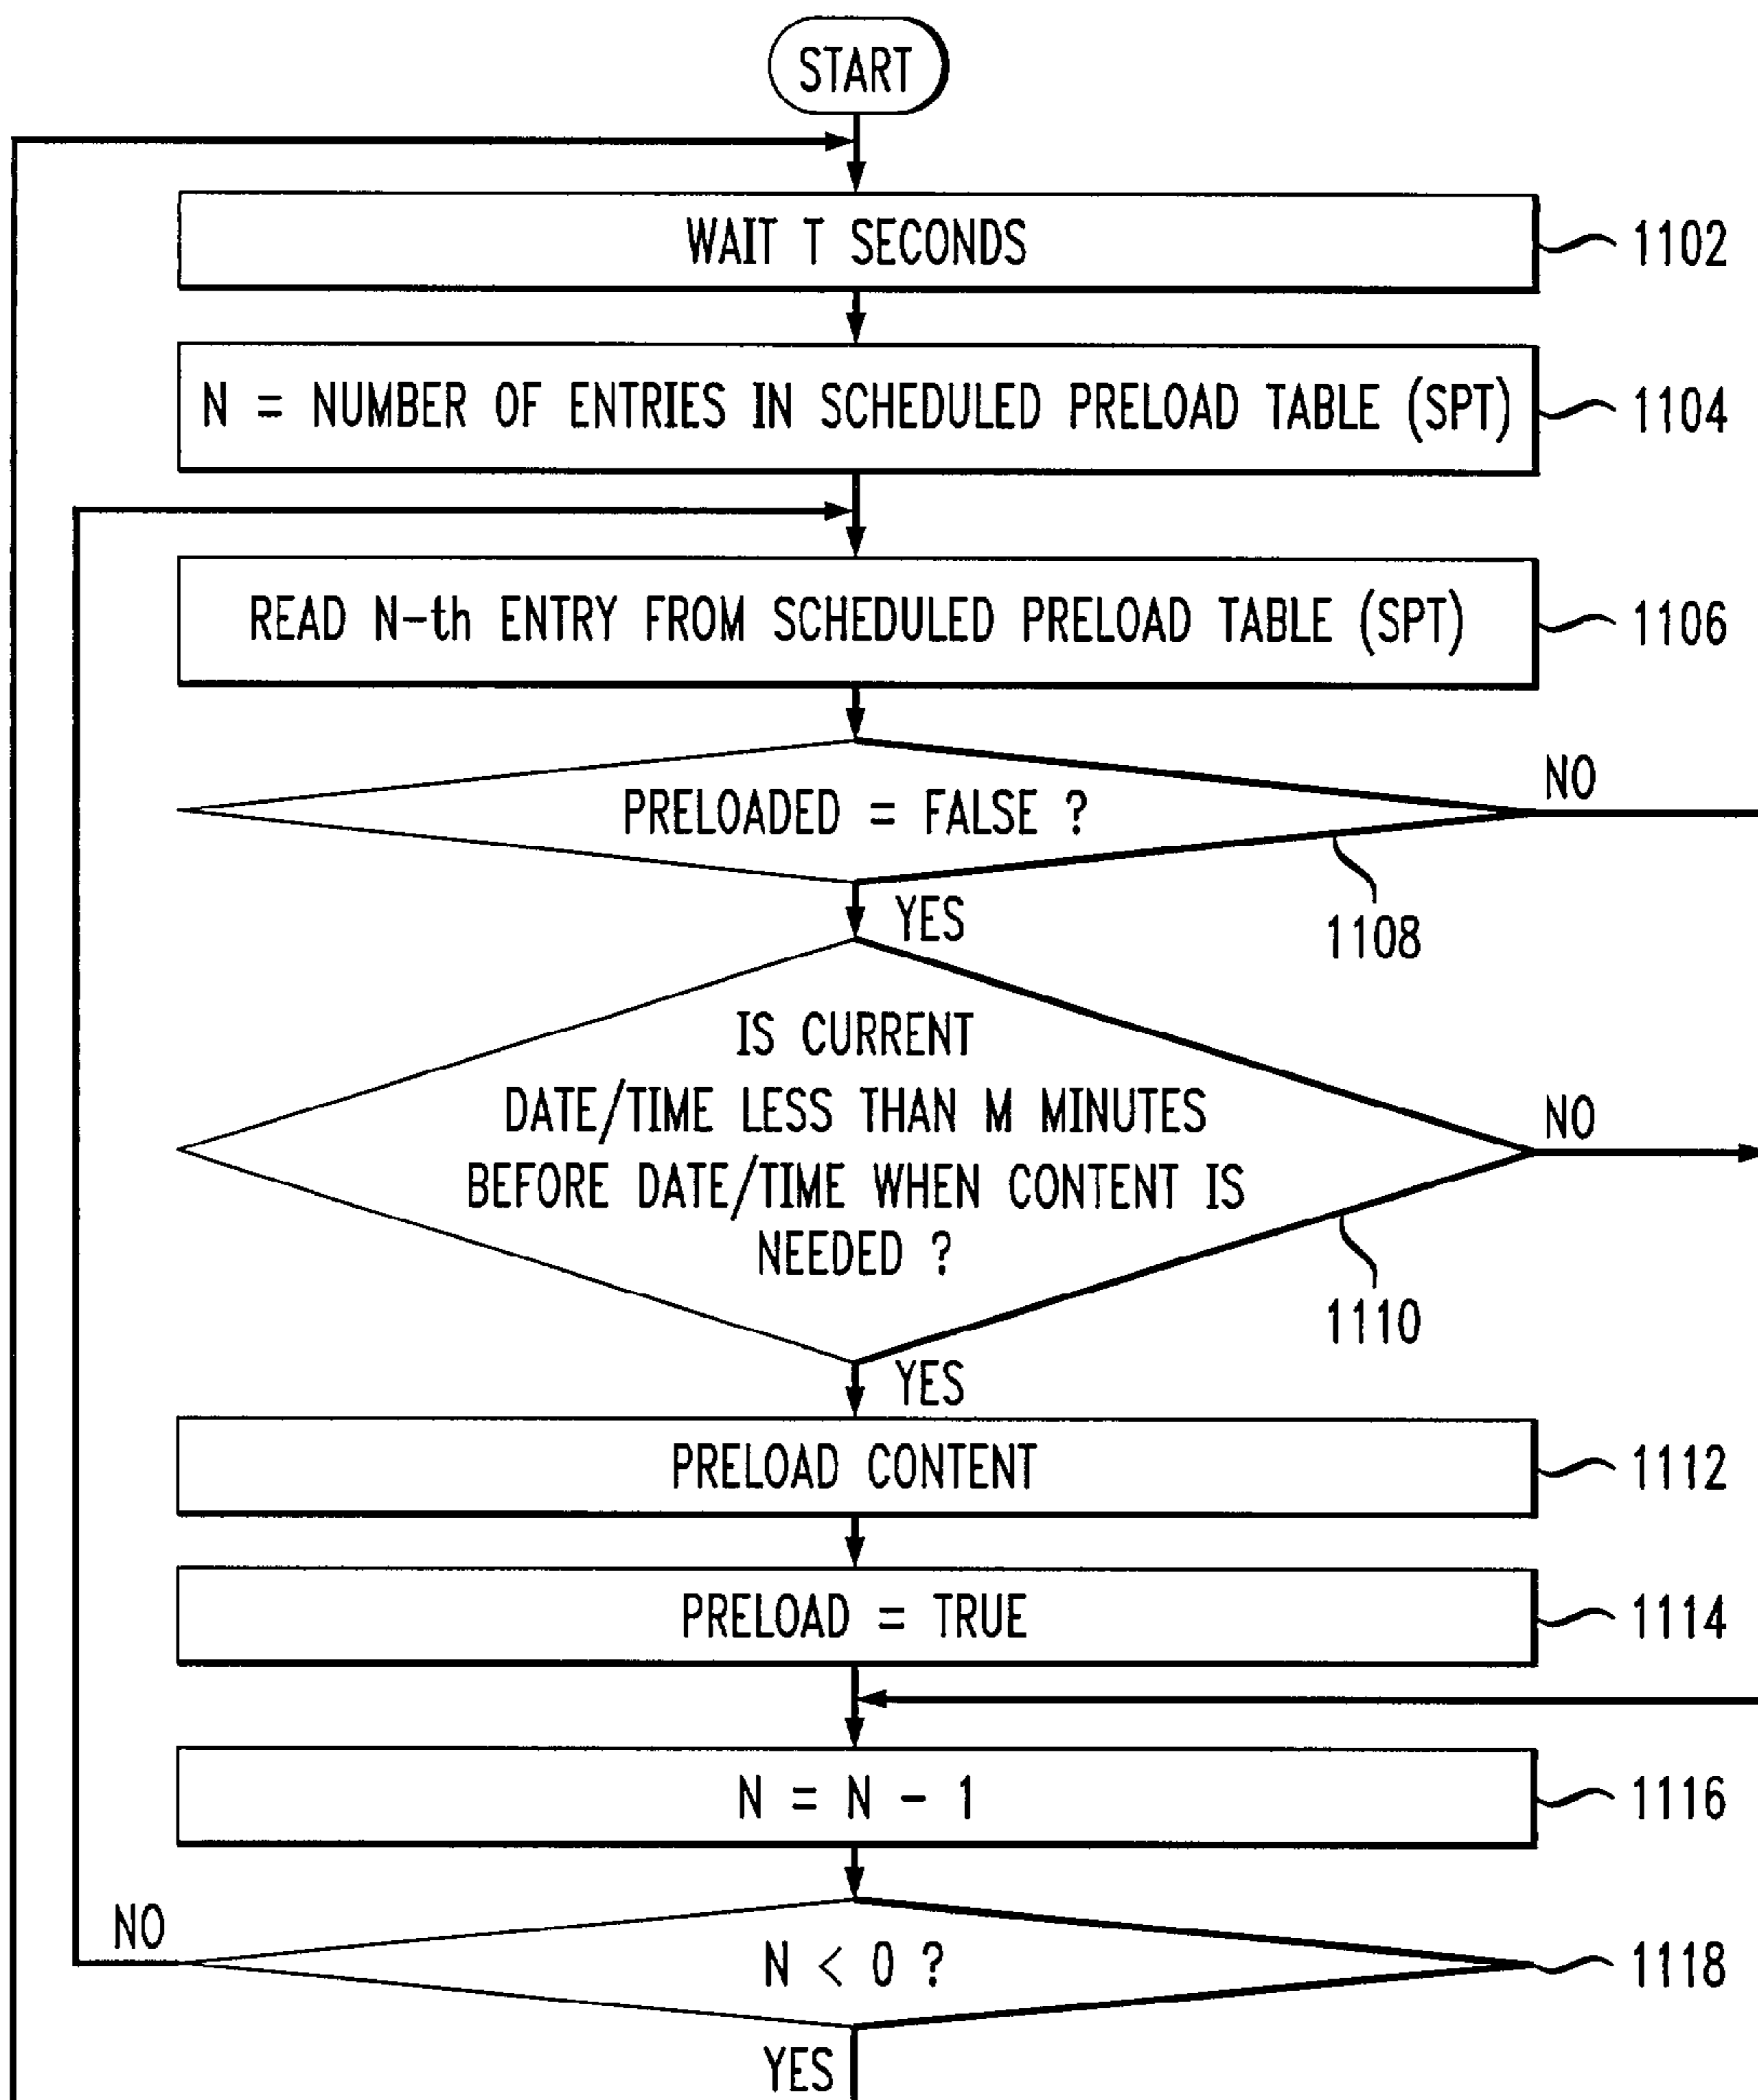 START
WAIT T SECONDS
1102
N = NUMBER OF ENTRIES IN SCHEDULED PRELOAD TABLE (SPT)
1104
READ N-th ENTRY FROM SCHEDULED PRELOAD TABLE (SPT)
1106
PRELOADED = FALSE ?
NO
1108
YES
IS CURRENT
DATE/TIME LESS THAN M MINUTES
BEFORE DATE/TIME WHEN CONTENT IS
NEEDED ?
NO
1110
YES
PRELOAD CONTENT
1112
PRELOAD = TRUE
1114
N = N - 1
1116
NO
N < 0 ?
1118
YES